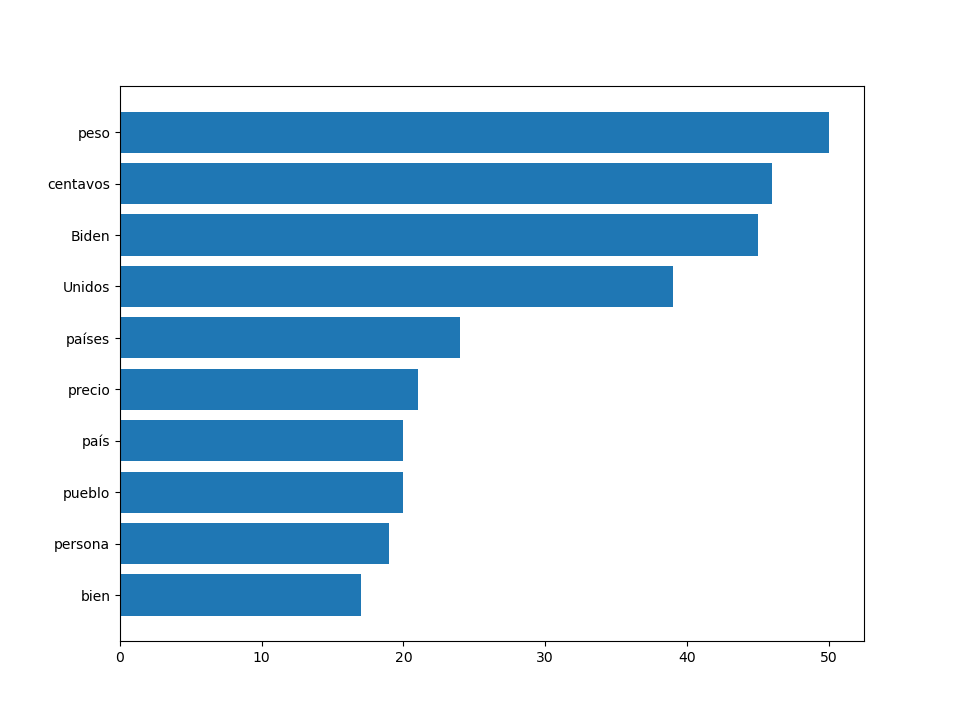 peso
centavos
Biden
Unidos
países
precio
país
pueblo
persona
bien
0 10 20 30 40 50